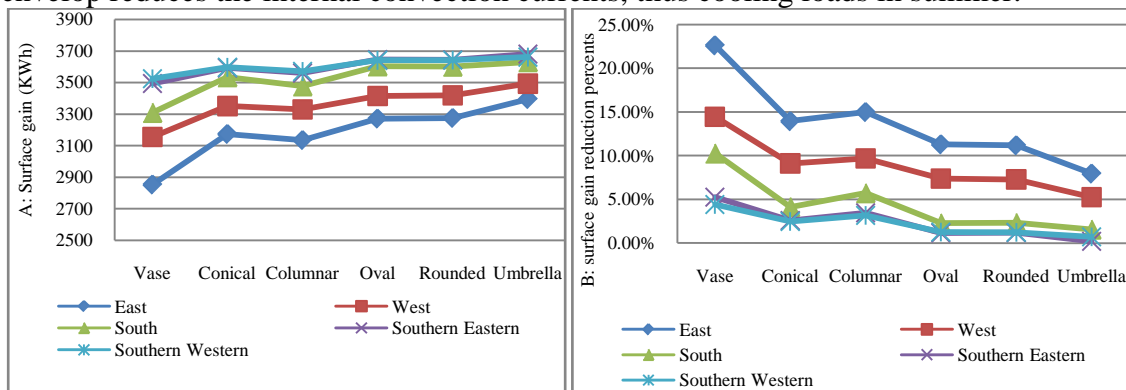 envelop reduces the internal convection currents, thus cooling loads in summer.
A: Surface gain (KWh)
3900
3700
3500
3300
3100
2900
2700
2500
Vase Conical Columnar Oval Rounded Umbrella
East West
South Southern Eastern
Southern Western
B: surface gain reduction percents
25.00%
20.00%
15.00%
10.00%
5.00%
0.00%
Vase Conical Columnar Oval Rounded Umbrella
East West
South Southern Eastern
Southern Western